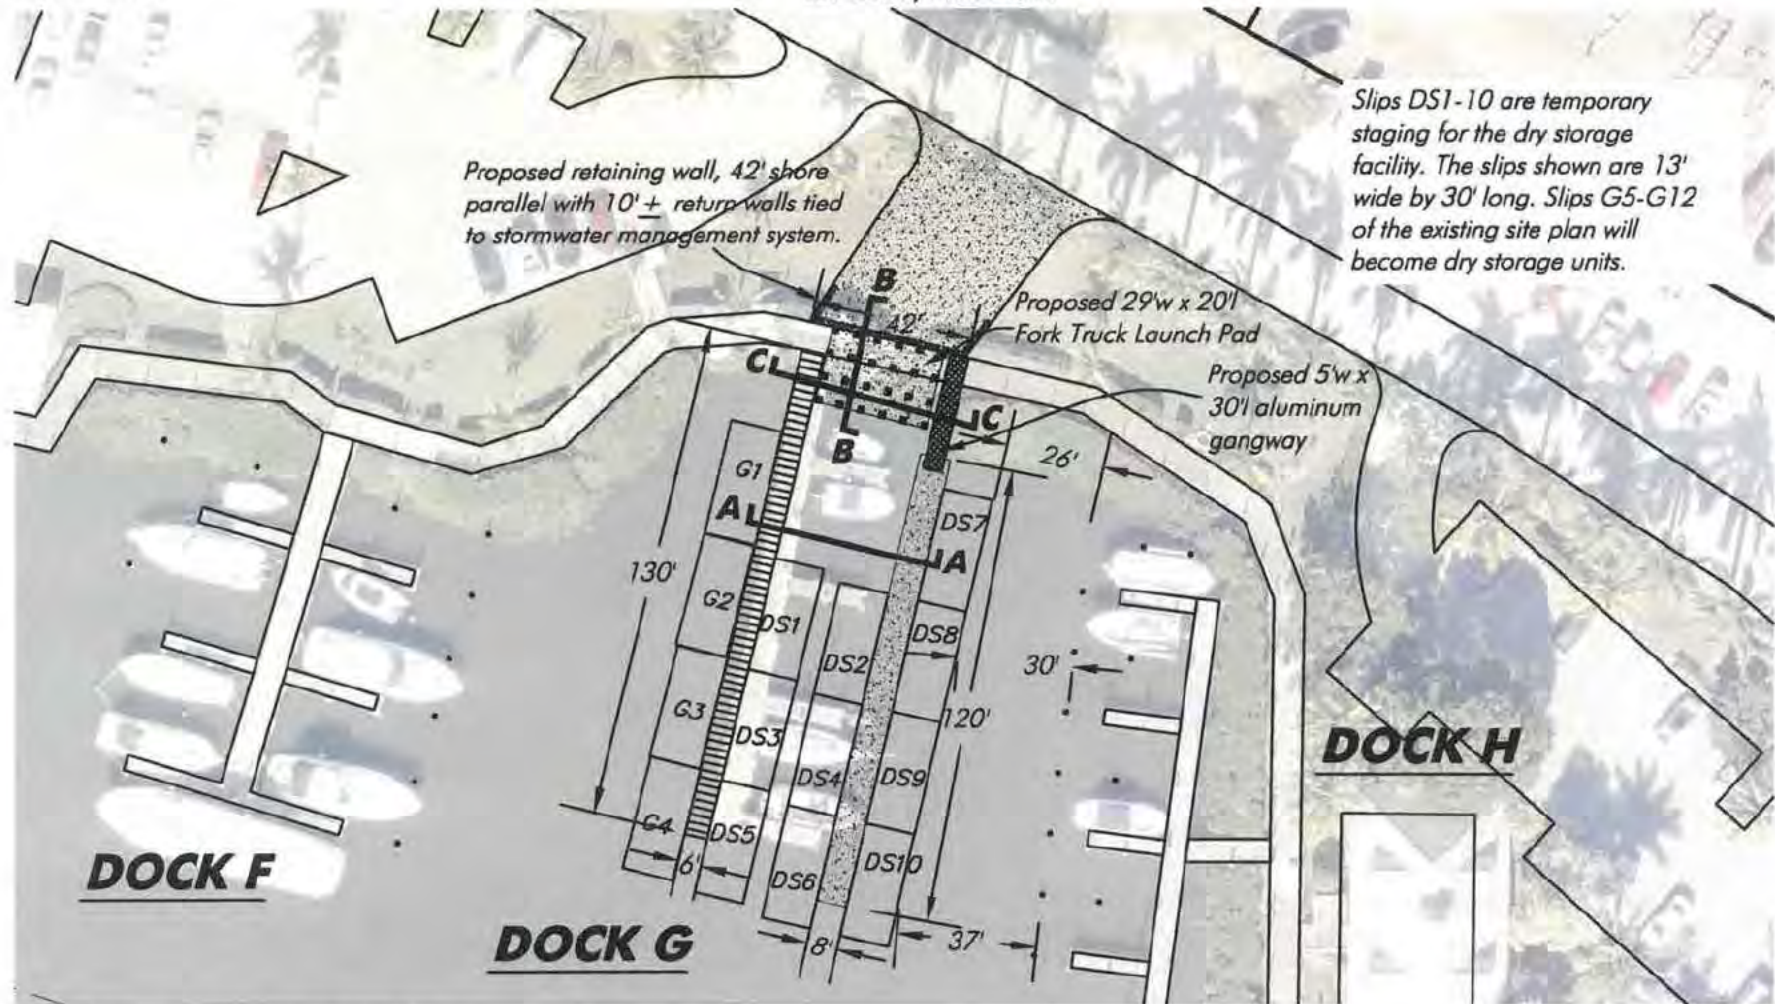 Slips DS1-10 are temporary
staging for the dry storage
facility. The slips shown are 13'
wide by 30' long. Slips G5-G12
of the existing site plan will
become dry storage units.
Proposed retaining wall, 42' shore
parallel with 10' ± return walls tied
to stormwater management system.
B
42'
Proposed 29'w x 20'l
Fork Truck Launch Pad
C
Proposed 5'w x
30'l aluminum
gangway
C
B
26'
G1
A
DS7
A
130'
G2
DS1
DS8
DS2
30'
G3
DS3
120'
DS4
DS9
DOCK H
G4
DS5
6'
DS6
DS10
DOCK F
8'
37'
DOCK G